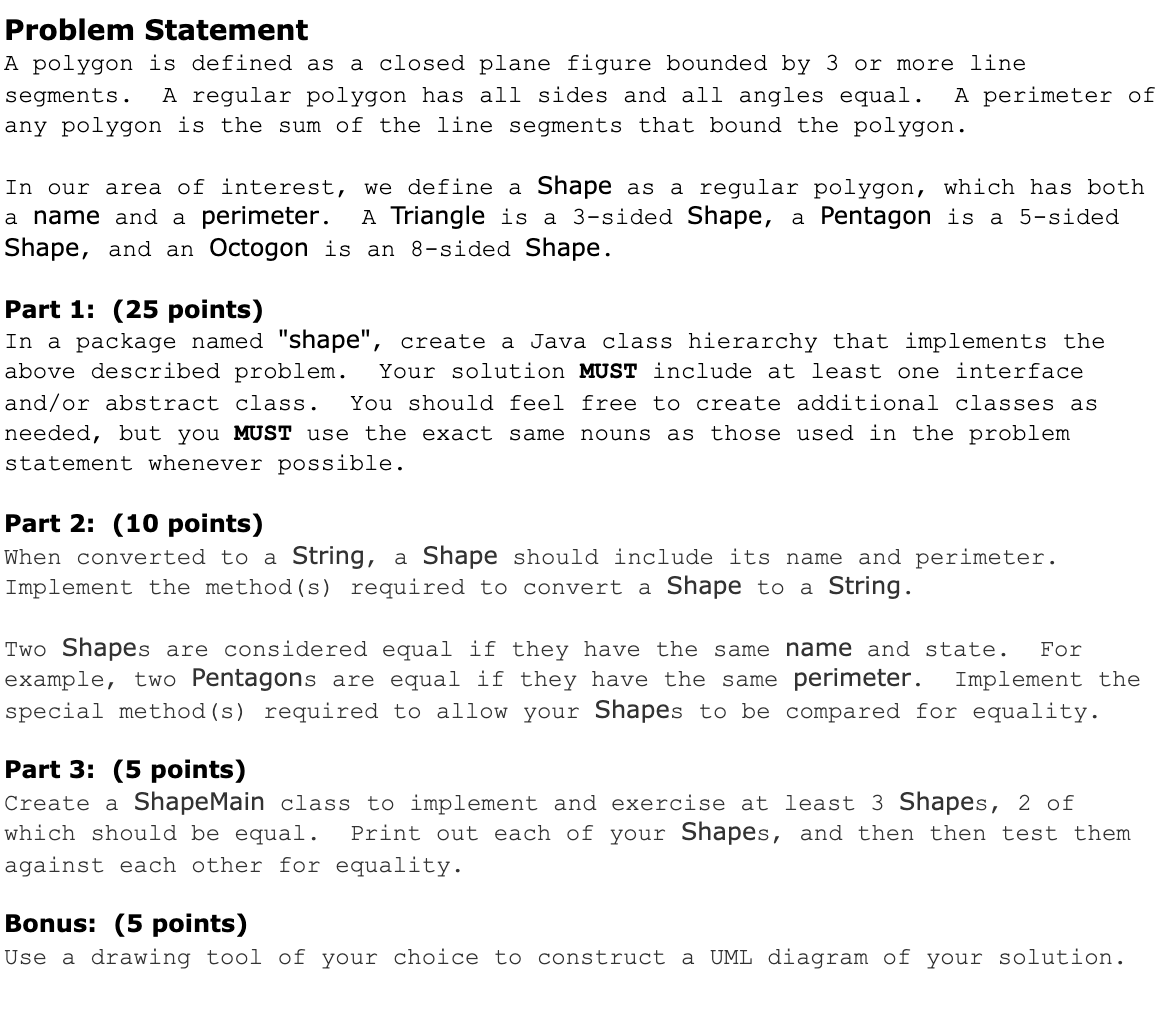 Problem Statement
A polygon is defined as a closed plane figure bounded by 3 or more line
segments.  A regular polygon has all sides and all angles equal.  A perimeter of
any polygon is the sum of the line segments that bound the polygon.
In our area of interest, we define a Shape as a regular polygon, which has both
a name and a perimeter.  A Triangle is a 3-sided Shape, a Pentagon is a 5-sided
Shape, and an Octogon is an 8-sided Shape.
Part 1:  (25 points)
In a package named "shape", create a Java class hierarchy that implements the
above described problem.  Your solution MUST include at least one interface
and/or abstract class.  You should feel free to create additional classes as
needed, but you MUST use the exact same nouns as those used in the problem
statement whenever possible.
Part 2:  (10 points)
When converted to a String, a Shape should include its name and perimeter.
Implement the method(s) required to convert a Shape to a String.
Two Shapes are considered equal if they have the same name and state.  For
example, two Pentagons are equal if they have the same perimeter.  Implement the
special method(s) required to allow your Shapes to be compared for equality.
Part 3:  (5 points)
Create a ShapeMain class to implement and exercise at least 3 Shapes, 2 of
which should be equal.  Print out each of your Shapes, and then then test them
against each other for equality.
Bonus:  (5 points)
Use a drawing tool of your choice to construct a UML diagram of your solution.